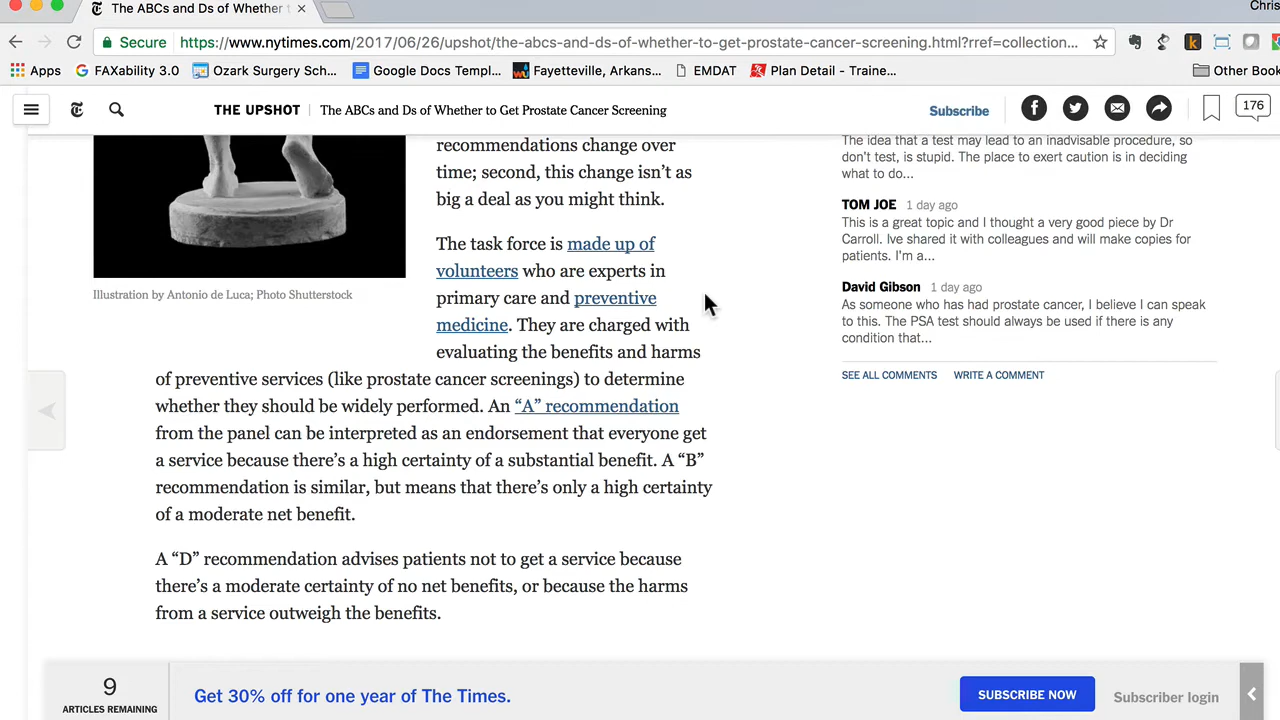 The ABCs and Ds of Whether t
Chris
Secure https://www.nytimes.com/2017/06/26/upshot/the-abcs-and-ds-of-whether-to-get-prostate-cancer-screening.html?rref=collection...
Apps FAXability 3.0 Ozark Surgery Sch... Google Docs Templ... Fayetteville, Arkans... EMDAT Plan Detail - Traine... Other Book
THE UPSHOT | The ABCs and Ds of Whether to Get Prostate Cancer Screening Subscribe 176
recommendations change over
time; second, this change isn't as
big a deal as you might think.
The task force is made up of
volunteers who are experts in
primary care and preventive
medicine. They are charged with
evaluating the benefits and harms
of preventive services (like prostate cancer screenings) to determine
whether they should be widely performed. An “A” recommendation
from the panel can be interpreted as an endorsement that everyone get
a service because there's a high certainty of a substantial benefit. A “B”
recommendation is similar, but means that there's only a high certainty
of a moderate net benefit.
A “D” recommendation advises patients not to get a service because
there's a moderate certainty of no net benefits, or because the harms
from a service outweigh the benefits.
Illustration by Antonio de Luca; Photo Shutterstock
The idea that a test may lead to an inadvisable procedure, so
don't test, is stupid. The place to exert caution is in deciding
what to do...
TOM JOE 1 day ago
This is a great topic and I thought a very good piece by Dr
Carroll. Ive shared it with colleagues and will make copies for
patients. I'm a...
David Gibson 1 day ago
As someone who has had prostate cancer, I believe I can speak
to this. The PSA test should always be used if there is any
condition that...
SEE ALL COMMENTS WRITE A COMMENT
9
ARTICLES REMAINING
Get 30% off for one year of The Times.
SUBSCRIBE NOW
Subscriber login